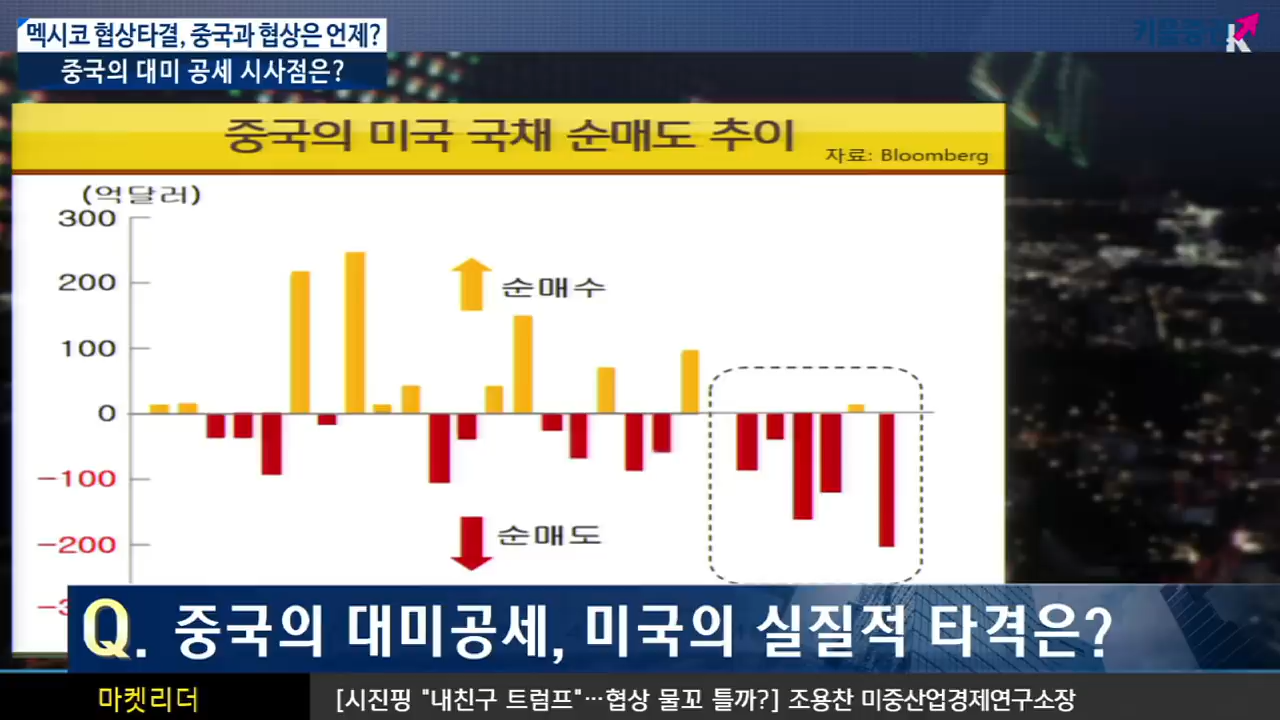 멕시코 협상타결, 중국과 협상은 언제?
중국의 대미 공세 시사점은?
키움증권
K
중국의 미국 국채 순매도 추이
자료: Bloomberg
(억달러)
300
200
100
0
-100
-200
순매수
순매도
Q. 중국의 대미공세, 미국의 실질적 타격은?
마켓리더
[시진핑 "내친구 트럼프"…협상 물꼬 틀까?] 조용찬 미중산업경제연구소장